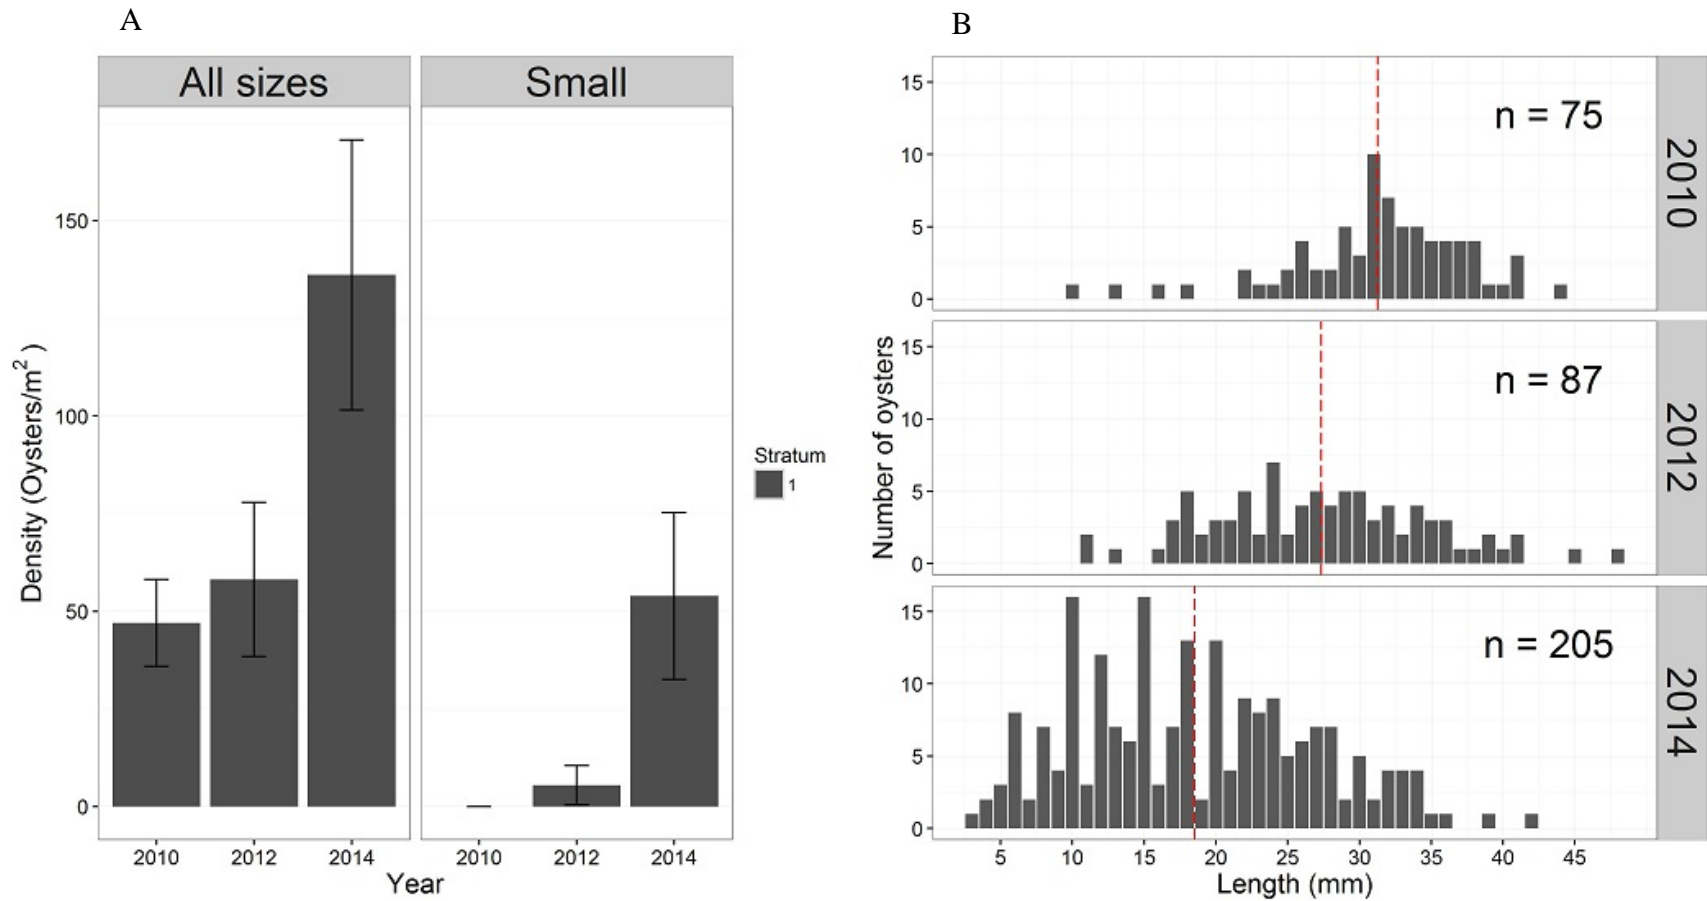 A
All sizes
Small
Density (Oysters/m²)
150
100
50
0
2010 2012 2014
2010 2012 2014
Year
Stratum
1
B
Number of oysters
15
10
5
0
n = 75
2010
15
10
5
0
n = 87
2012
15
10
5
0
n = 205
2014
5 10 15 20 25 30 35 40 45
Length (mm)